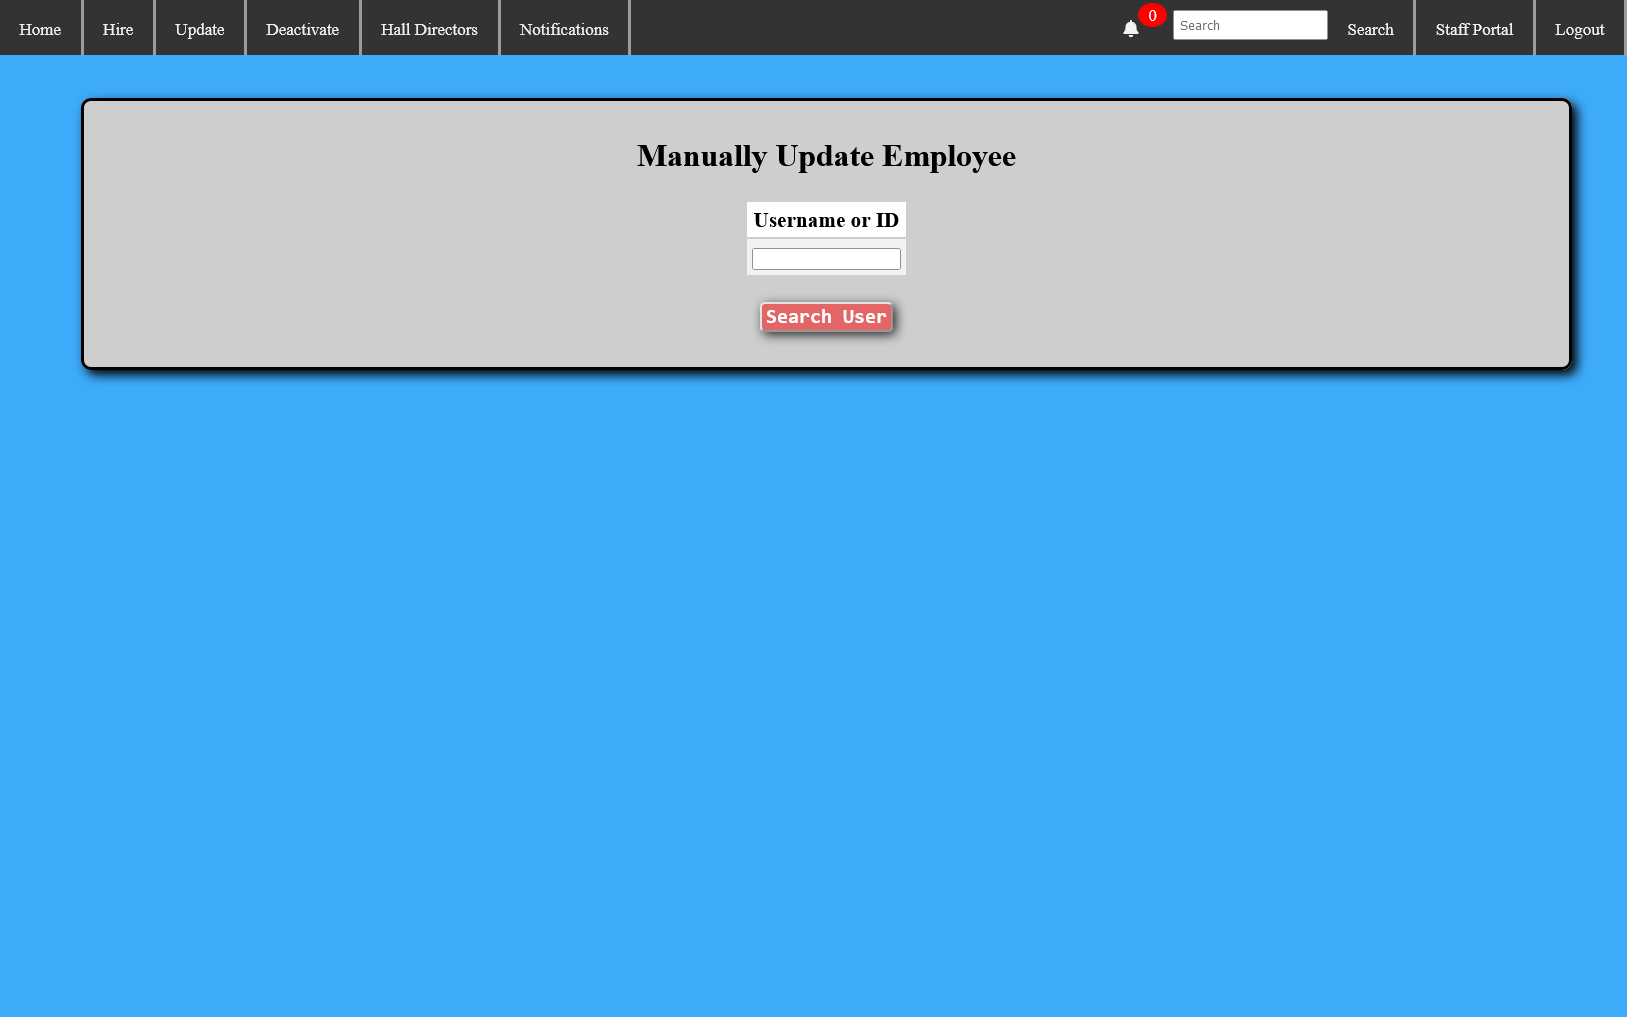 Home Hire Update Deactivate Hall Directors Notifications 0 Search Search Staff Portal Logout
Manually Update Employee
Username or ID
Search User